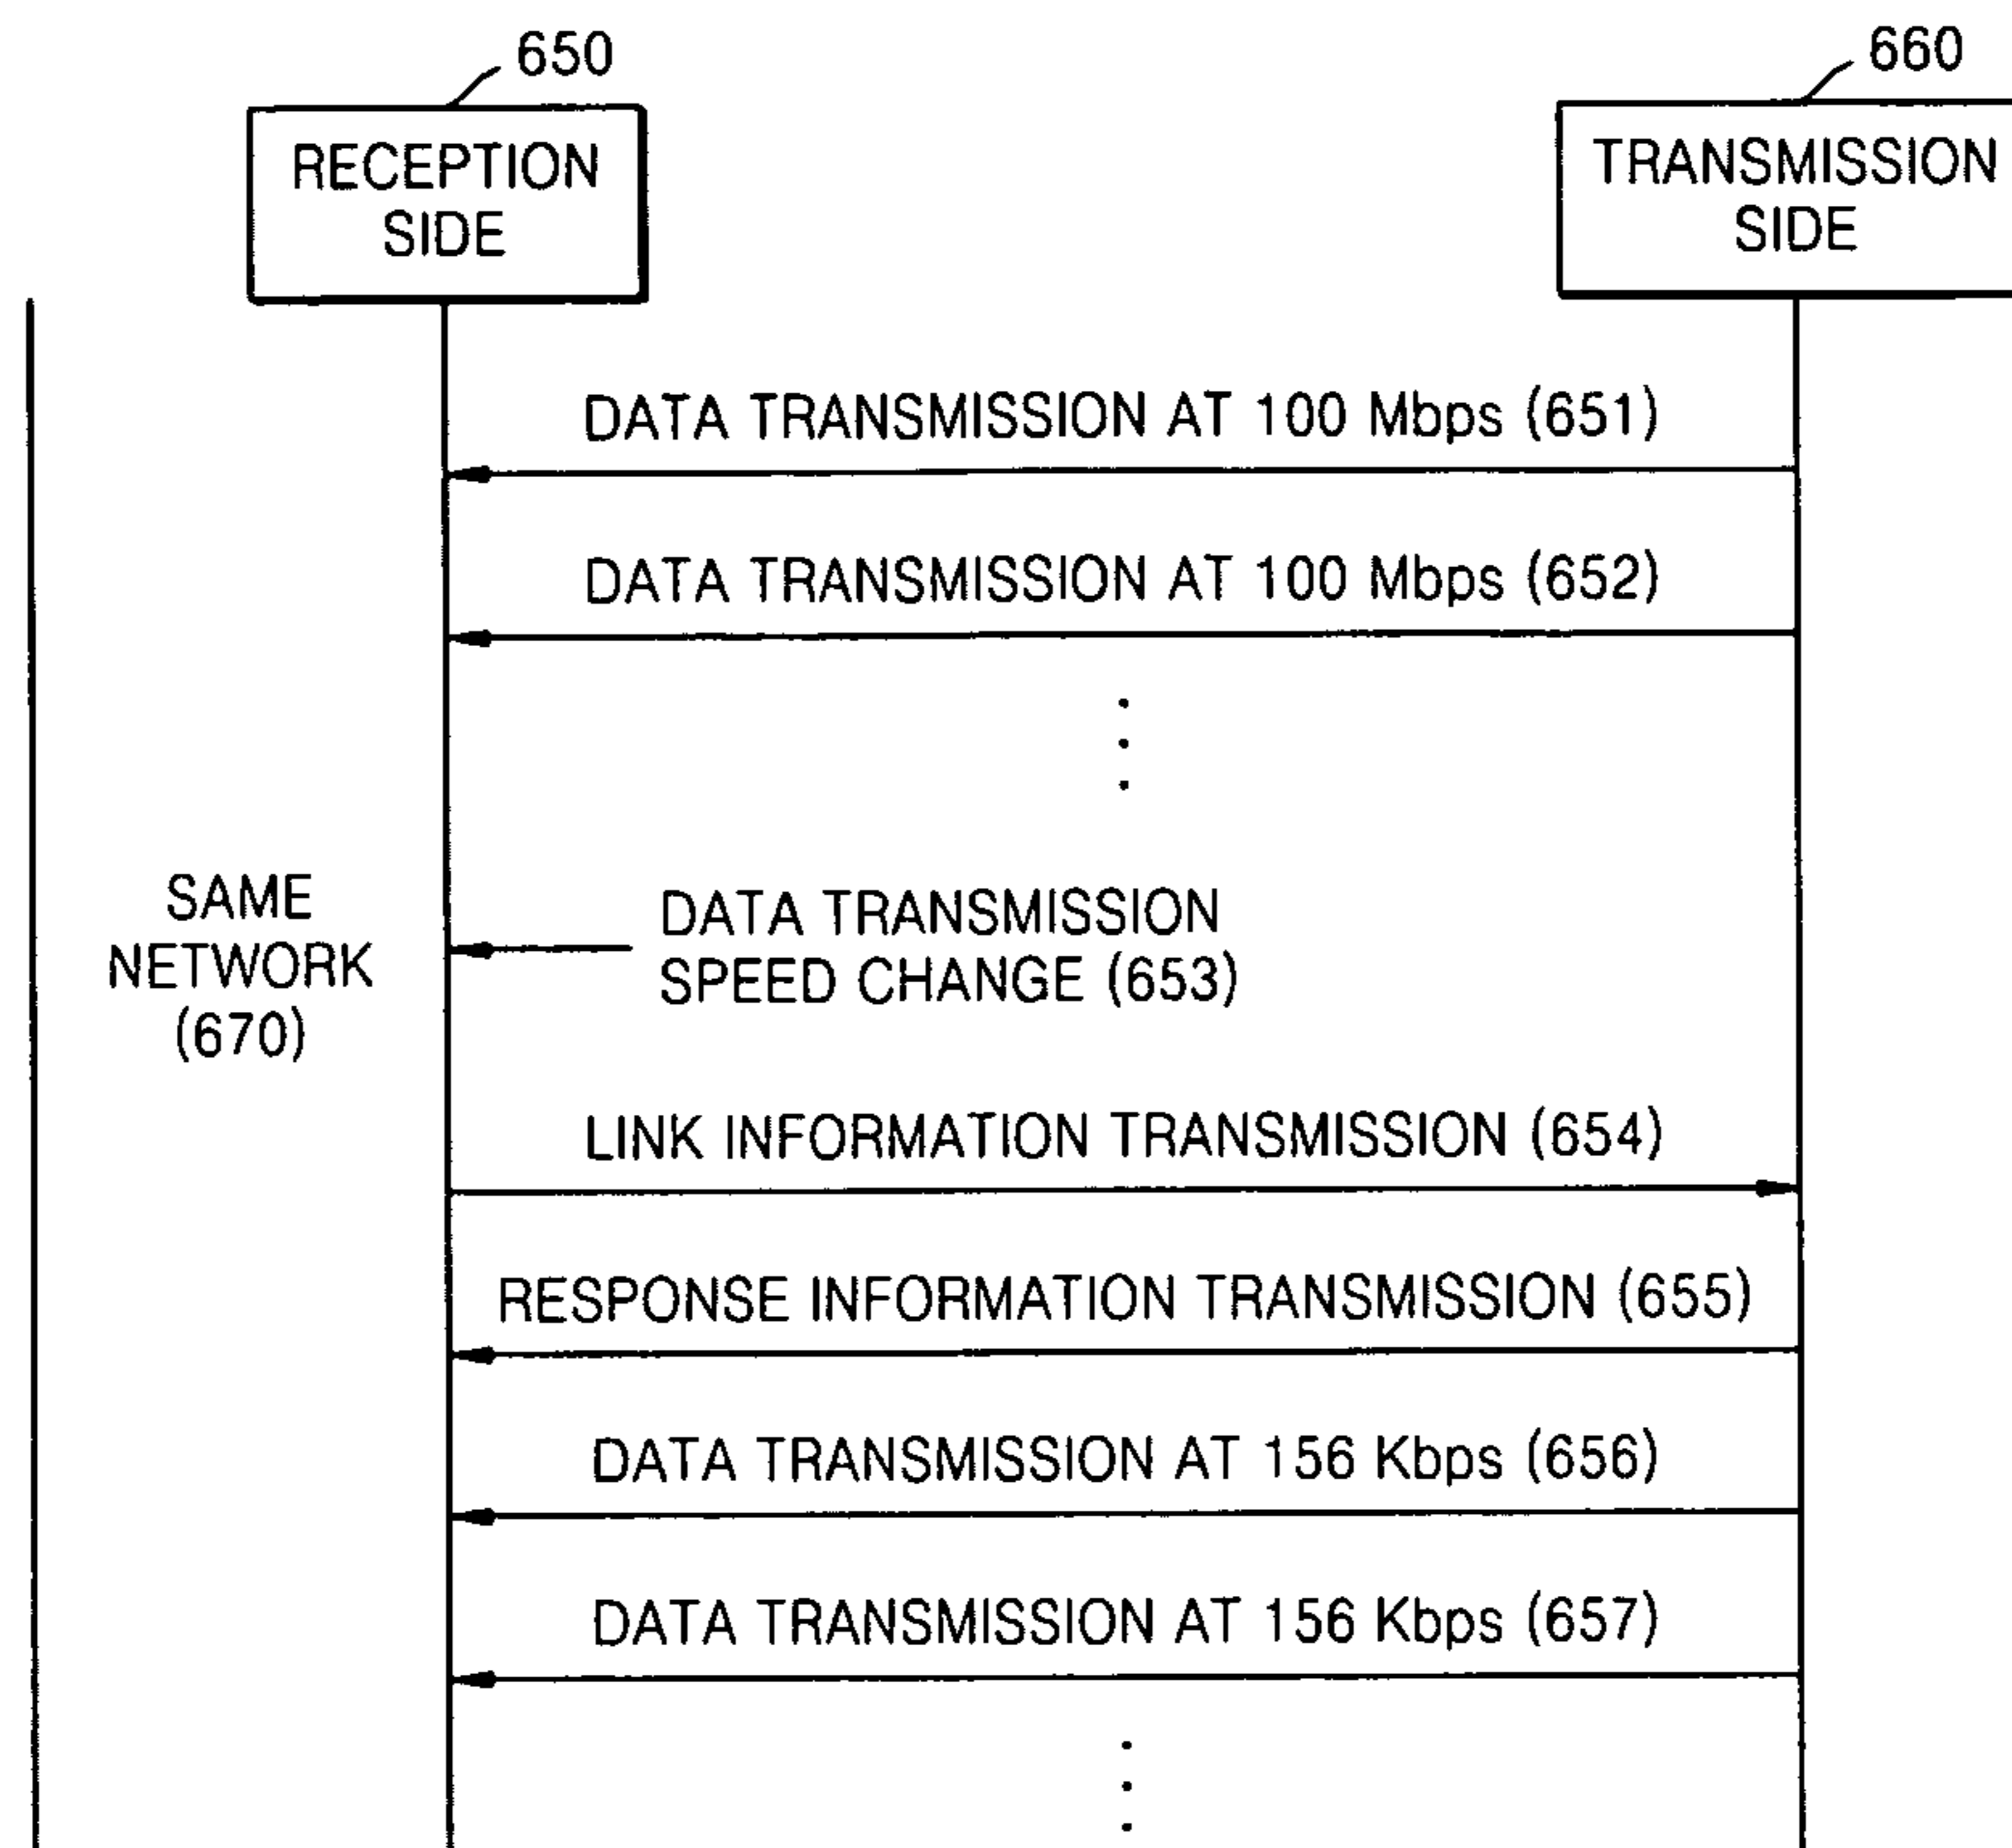 650
660
RECEPTION
SIDE
TRANSMISSION
SIDE
DATA TRANSMISSION AT 100 Mbps (651)
DATA TRANSMISSION AT 100 Mbps (652)
SAME
NETWORK
(670)
DATA TRANSMISSION
SPEED CHANGE (653)
LINK INFORMATION TRANSMISSION (654)
RESPONSE INFORMATION TRANSMISSION (655)
DATA TRANSMISSION AT 156 Kbps (656)
DATA TRANSMISSION AT 156 Kbps (657)